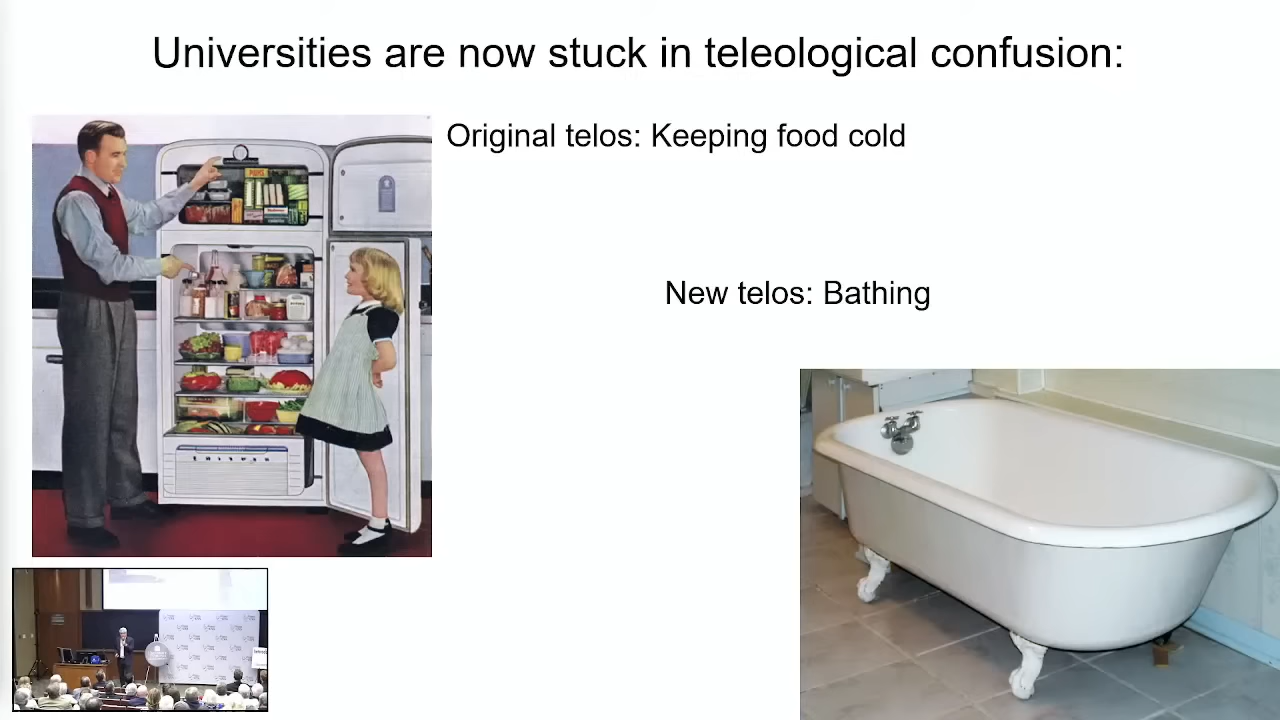 Universities are now stuck in teleological confusion:
Original telos: Keeping food cold
New telos: Bathing